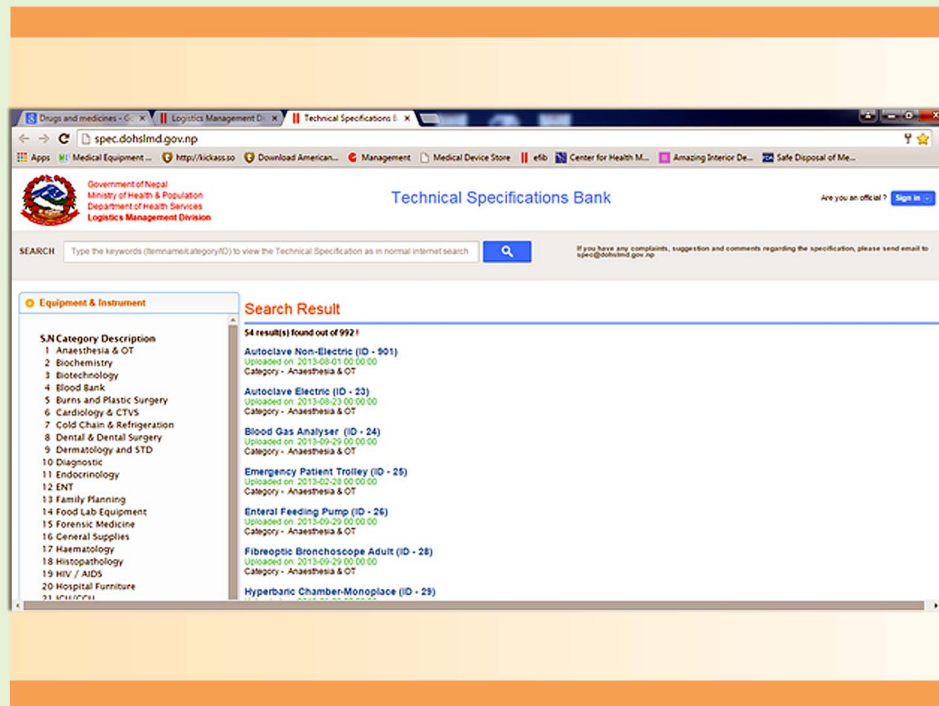 Drugs and medicines - Go
Logistics Management Di
Technical Specifications B
spec.dohslmd.gov.np
Apps Medical Equipment ... http://kickass.so Download American... Management Medical Device Store efib Center for Health M... Amazing Interior De... Safe Disposal of Me...
Government of Nepal
Ministry of Health & Population
Department of Health Services
Logistics Management Division
Technical Specifications Bank
Are you an official ? Sign in
SEARCH Type the keywords (Itemname/category/ID) to view the Technical Specification as in normal internet search
If you have any complaints, suggestion and comments regarding the specification, please send email to
spec@dohslmd.gov.np
Equipment & Instrument
S.N Category Description
1 Anaesthesia & OT
2 Biochemistry
3 Biotechnology
4 Blood Bank
5 Burns and Plastic Surgery
6 Cardiology & CTVS
7 Cold Chain & Refrigeration
8 Dental & Dental Surgery
9 Dermatology and STD
10 Diagnostic
11 Endocrinology
12 ENT
13 Family Planning
14 Food Lab Equipment
15 Forensic Medicine
16 General Supplies
17 Haematology
18 Histopathology
19 HIV / AIDS
20 Hospital Furniture
21 ICU/CCU
Search Result
54 result(s) found out of 992 !
Autoclave Non-Electric (ID - 901)
Uploaded on: 2013-08-01 00:00:00
Category - Anaesthesia & OT
Autoclave Electric (ID - 23)
Uploaded on: 2013-08-23 00:00:00
Category - Anaesthesia & OT
Blood Gas Analyser (ID - 24)
Uploaded on: 2013-09-29 00:00:00
Category - Anaesthesia & OT
Emergency Patient Trolley (ID - 25)
Uploaded on: 2013-02-28 00:00:00
Category - Anaesthesia & OT
Enteral Feeding Pump (ID - 26)
Uploaded on: 2013-09-29 00:00:00
Category - Anaesthesia & OT
Fibreoptic Bronchoscope Adult (ID - 28)
Uploaded on: 2013-09-29 00:00:00
Category - Anaesthesia & OT
Hyperbaric Chamber-Monoplace (ID - 29)